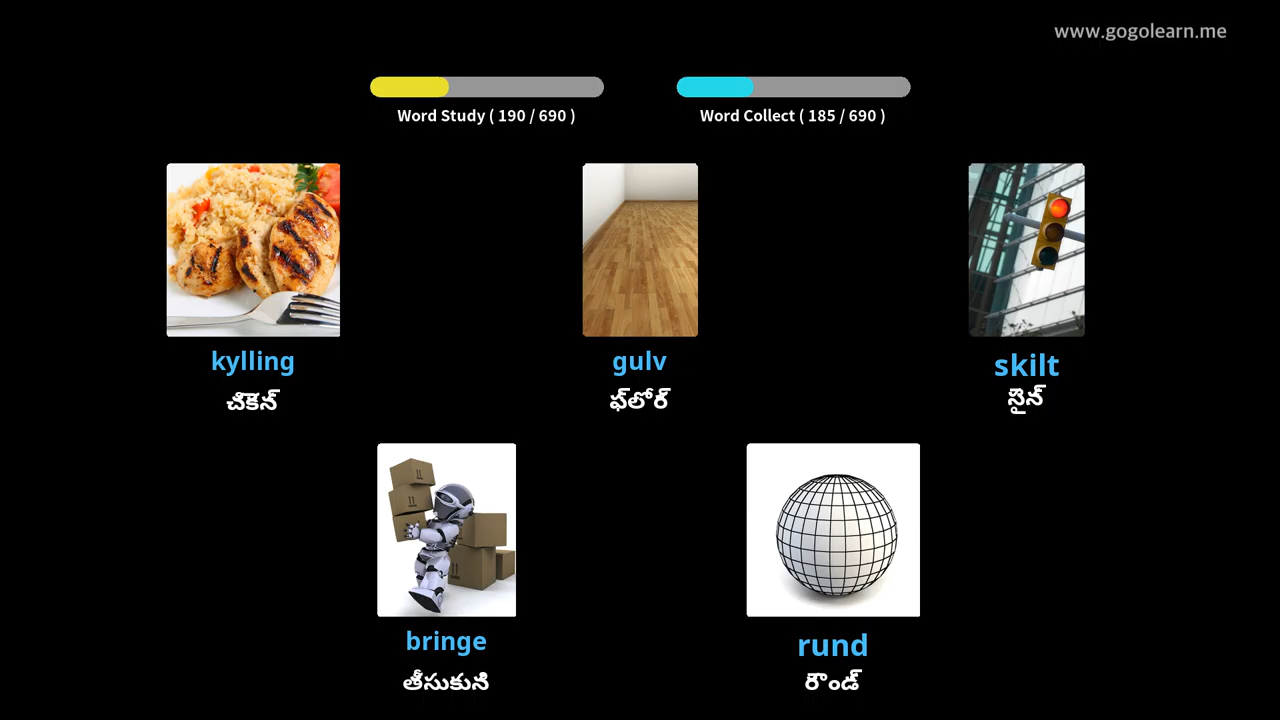 www.gogolearn.me
Word Study ( 190 / 690 )
Word Collect ( 185 / 690 )
kylling
చికెన్
gulv
ఫ్‌లోర్
skilt
సైన్
bringe
తీసుకుని
rund
రౌండ్